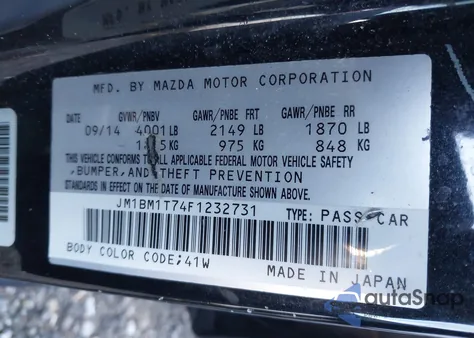 MFD. BY MAZDA MOTOR CORPORATION
DATE GVWR/PNBV GAWR/PNBE FRT GAWR/PNBE RR
09/14 4001 LB 2149 LB 1870 LB
KG 975 KG 848 KG
THIS VEHICLE CONFORMS TO ALL APPLICABLE FEDERAL MOTOR VEHICLE SAFETY
,BUMPER,AND THEFT PREVENTION
STANDARDS IN EFFECT ON THE DATE OF MANUFACTURE SHOWN ABOVE.
JM1BM1T74F1232731 TYPE: PASS CAR
BODY COLOR CODE;41W
MADE IN JAPAN
autoSnap